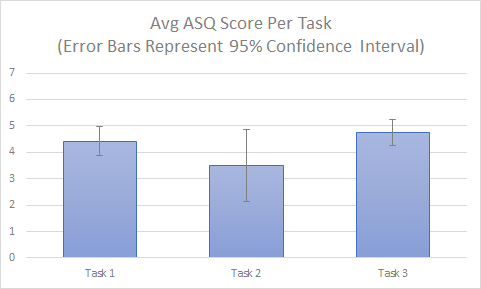 Avg ASQ Score Per Task
(Error Bars Represent 95% Confidence Interval)
7
6
5
4
3
2
1
0
Task 1 Task 2 Task 3